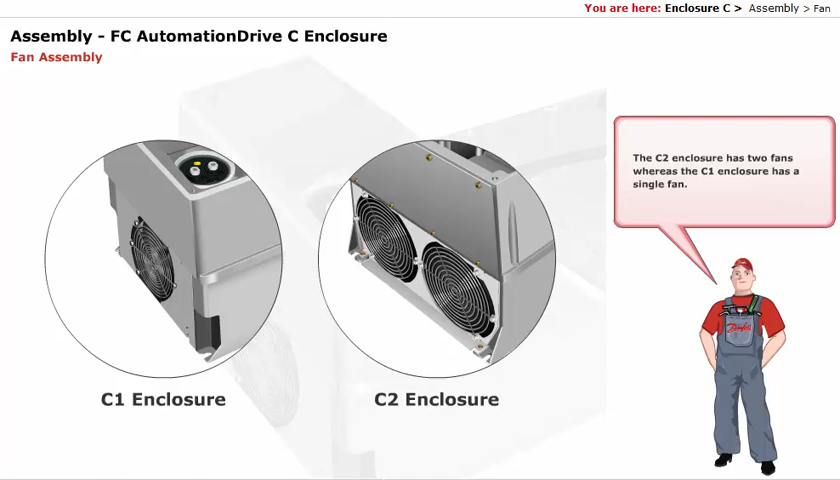 You are here: Enclosure C > Assembly > Fan
Assembly - FC AutomationDrive C Enclosure
Fan Assembly
The C2 enclosure has two fans
whereas the C1 enclosure has a
single fan.
Danfoss
C1 Enclosure
C2 Enclosure